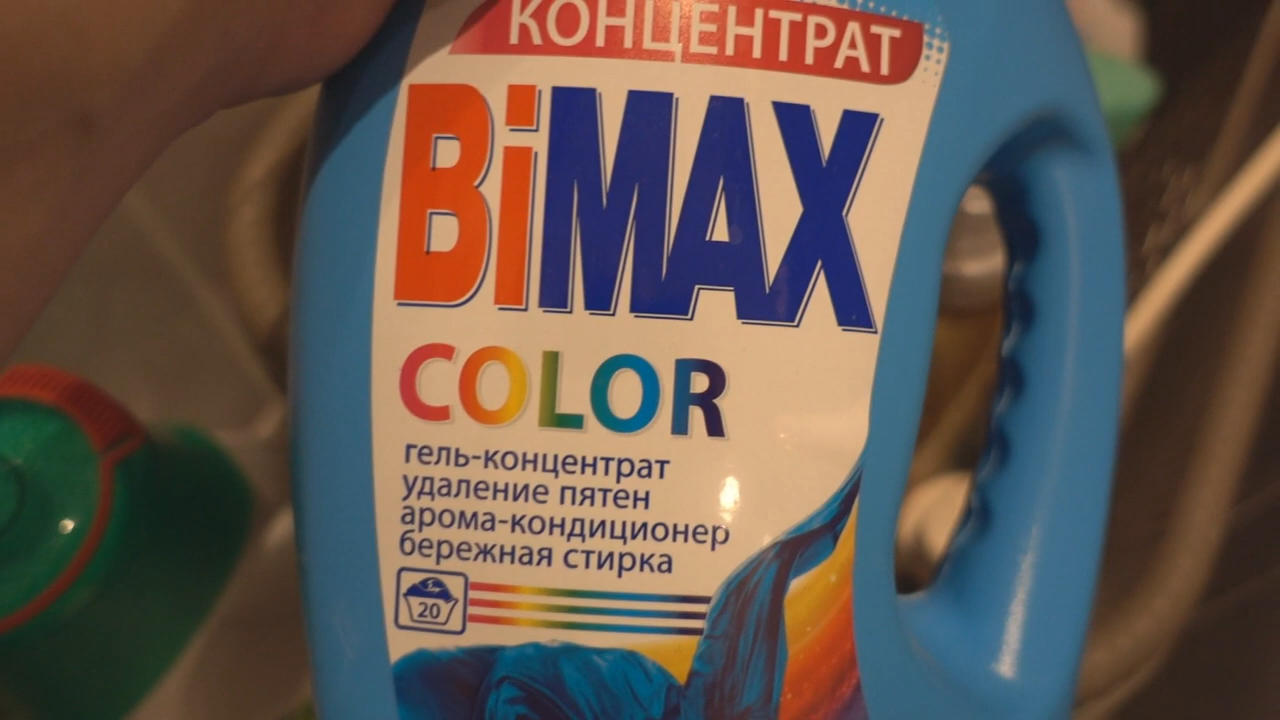 КОНЦЕНТРАТ
BiMAX
COLOR
гель-концентрат
удаление пятен
арома-кондиционер
бережная стирка
20